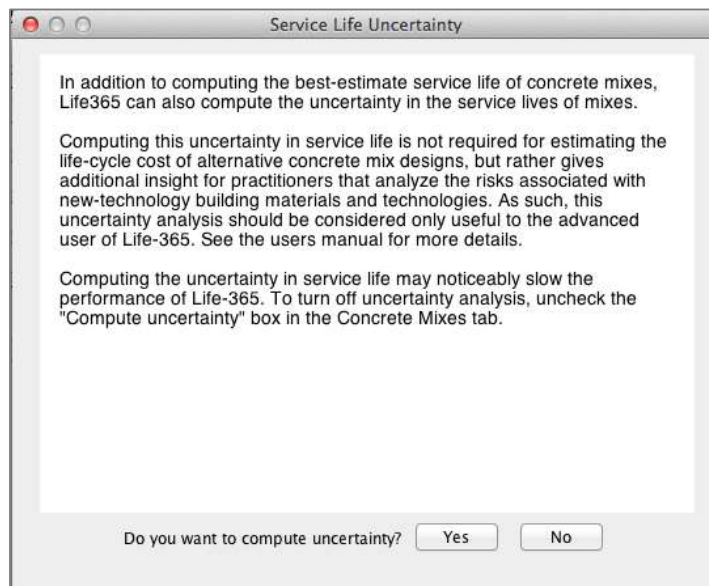 Service Life Uncertainty
In addition to computing the best-estimate service life of concrete mixes,
Life365 can also compute the uncertainty in the service lives of mixes.
Computing this uncertainty in service life is not required for estimating the
life-cycle cost of alternative concrete mix designs, but rather gives
additional insight for practitioners that analyze the risks associated with
new-technology building materials and technologies. As such, this
uncertainty analysis should be considered only useful to the advanced
user of Life-365. See the users manual for more details.
Computing the uncertainty in service life may noticeably slow the
performance of Life-365. To turn off uncertainty analysis, uncheck the
"Compute uncertainty" box in the Concrete Mixes tab.
Do you want to compute uncertainty? Yes No